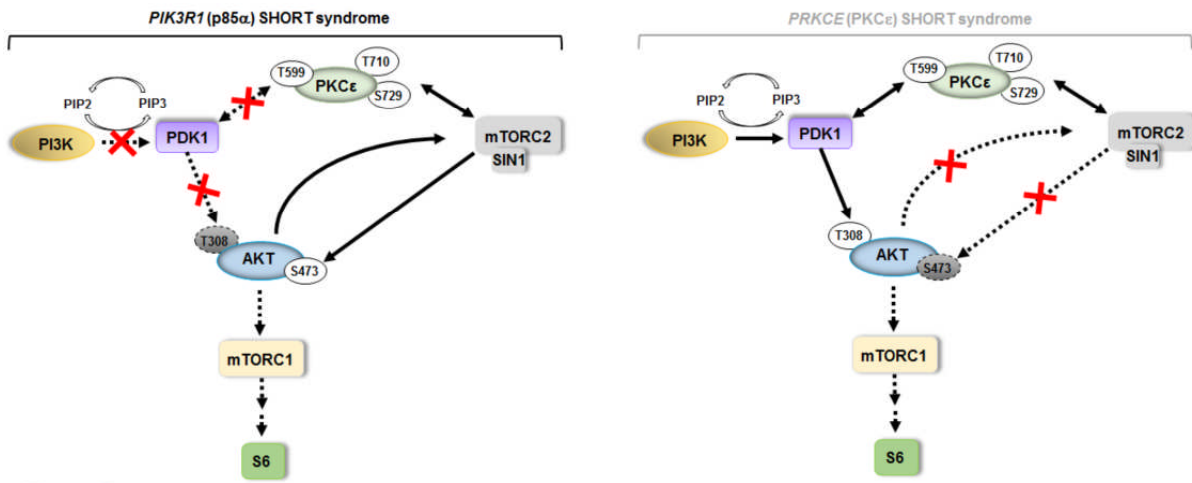 PIK3R1 (p85α) SHORT syndrome
T710
T599
PKCε
S729
PIP2
PIP3
PI3K
PDK1
mTORC2
SIN1
T308
AKT
S473
mTORC1
S6
PRKCE (PKCε) SHORT syndrome
T710
T599
PKCε
S729
PIP2
PIP3
PI3K
PDK1
mTORC2
SIN1
T308
AKT
S473
mTORC1
S6